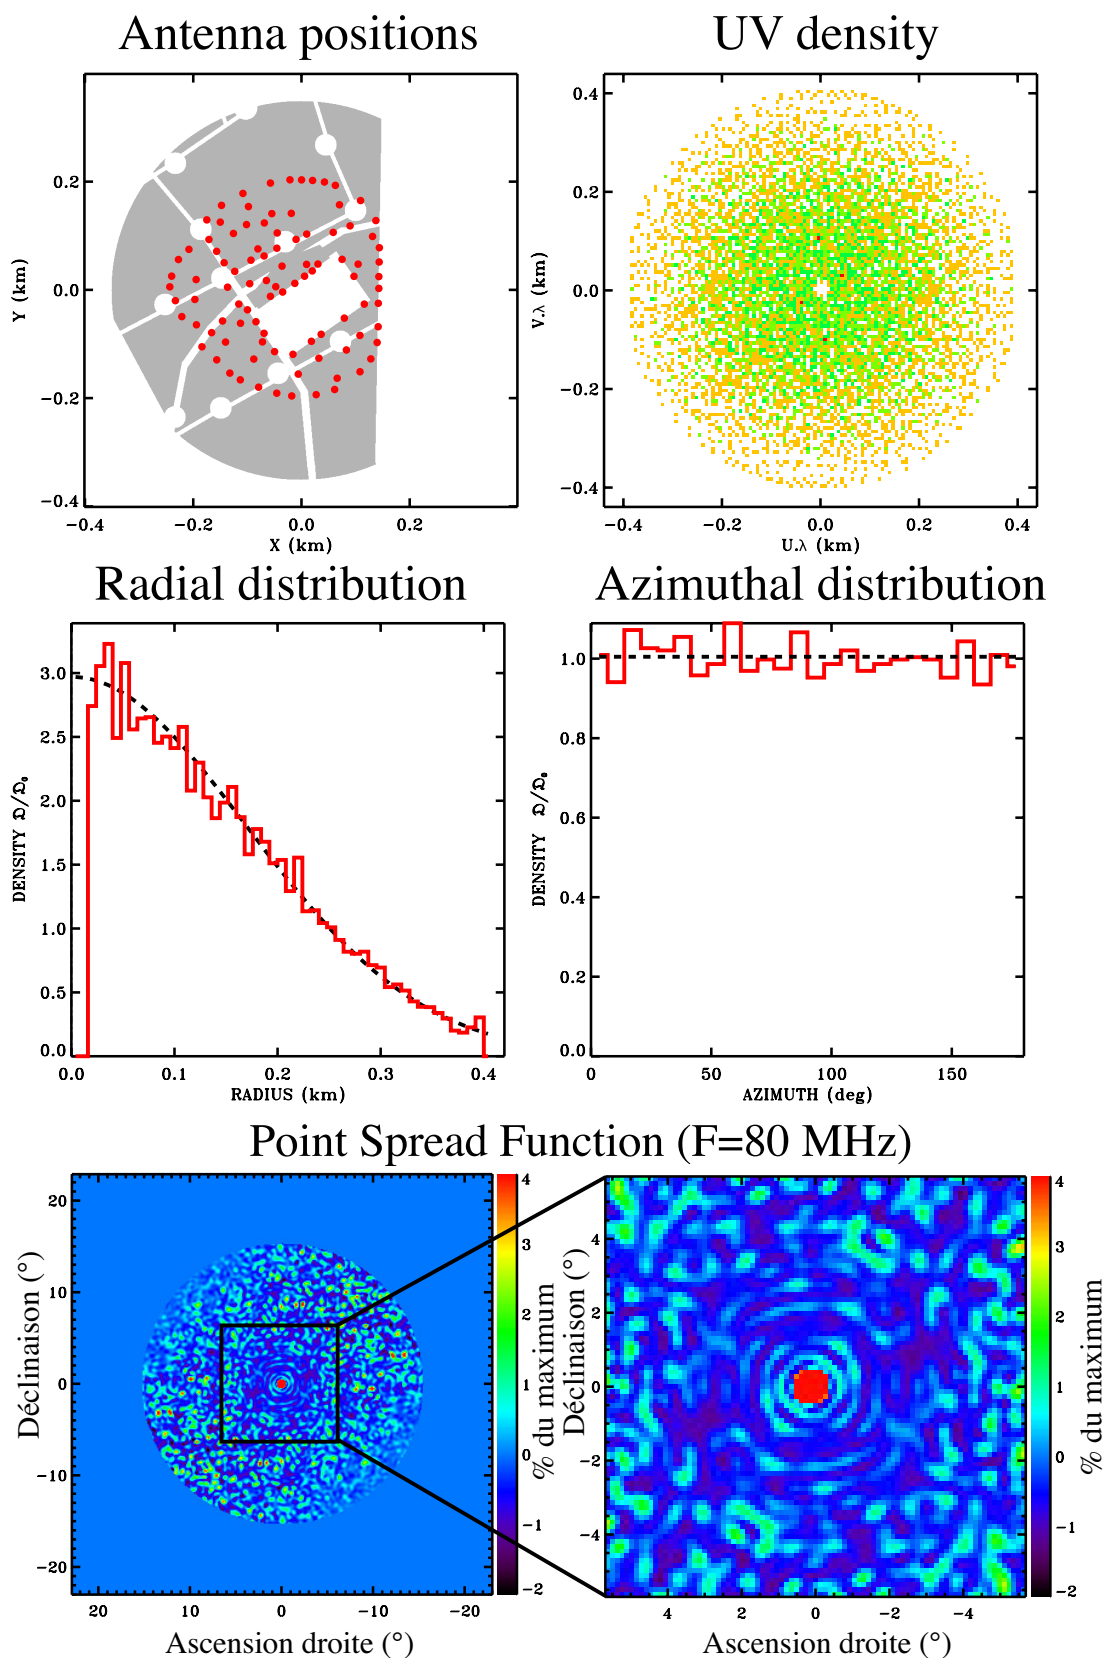 Antenna positions
UV density
0.2
0.0
−0.2
−0.4
Y (km)
−0.4 −0.2 0.0 0.2
X (km)
0.4
0.2
0.0
−0.2
−0.4
V.λ (km)
−0.4 −0.2 0.0 0.2 0.4
U.λ (km)
Radial distribution
Azimuthal distribution
3.0
2.5
2.0
1.5
1.0
0.5
0.0
DENSITY D/D₀
0.0 0.1 0.2 0.3 0.4
RADIUS (km)
1.0
0.8
0.6
0.4
0.2
0.0
DENSITY D/D₀
0 50 100 150
AZIMUTH (deg)
Point Spread Function (F=80 MHz)
20
10
0
−10
−20
Déclinaison (°)
20 10 0 −10 −20
Ascension droite (°)
4
3
2
1
0
−1
−2
% du maximum
4
2
0
−2
−4
Déclinaison (°)
4 2 0 −2 −4
Ascension droite (°)
4
3
2
1
0
−1
−2
% du maximum